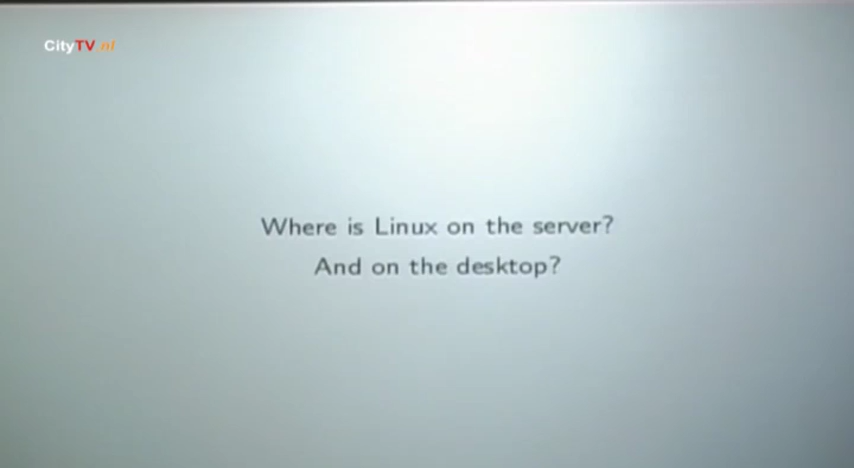 CityTV.nl
Where is Linux on the server?
And on the desktop?